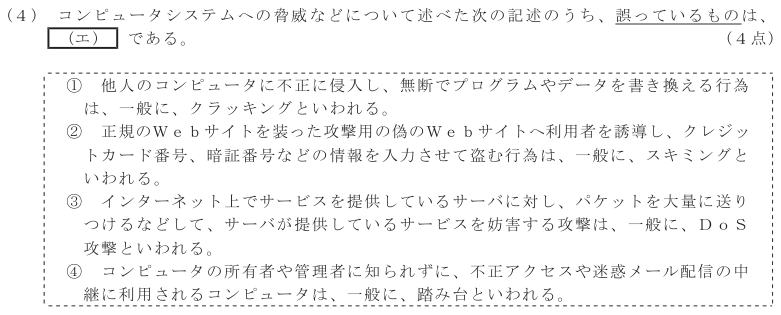 (4) コンピュータシステムへの脅威などについて述べた次の記述のうち、誤っているものは、
(エ) である。 (4点)
① 他人のコンピュータに不正に侵入し、無断でプログラムやデータを書き換える行為
は、一般に、クラッキングといわれる。
② 正規のWebサイトを装った攻撃用の偽のWebサイトへ利用者を誘導し、クレジッ
トカード番号、暗証番号などの情報を入力させて盗む行為は、一般に、スキミングと
いわれる。
③ インターネット上でサービスを提供しているサーバに対し、パケットを大量に送り
つけるなどして、サーバが提供しているサービスを妨害する攻撃は、一般に、DoS
攻撃といわれる。
④ コンピュータの所有者や管理者に知られずに、不正アクセスや迷惑メール配信の中
継に利用されるコンピュータは、一般に、踏み台といわれる。